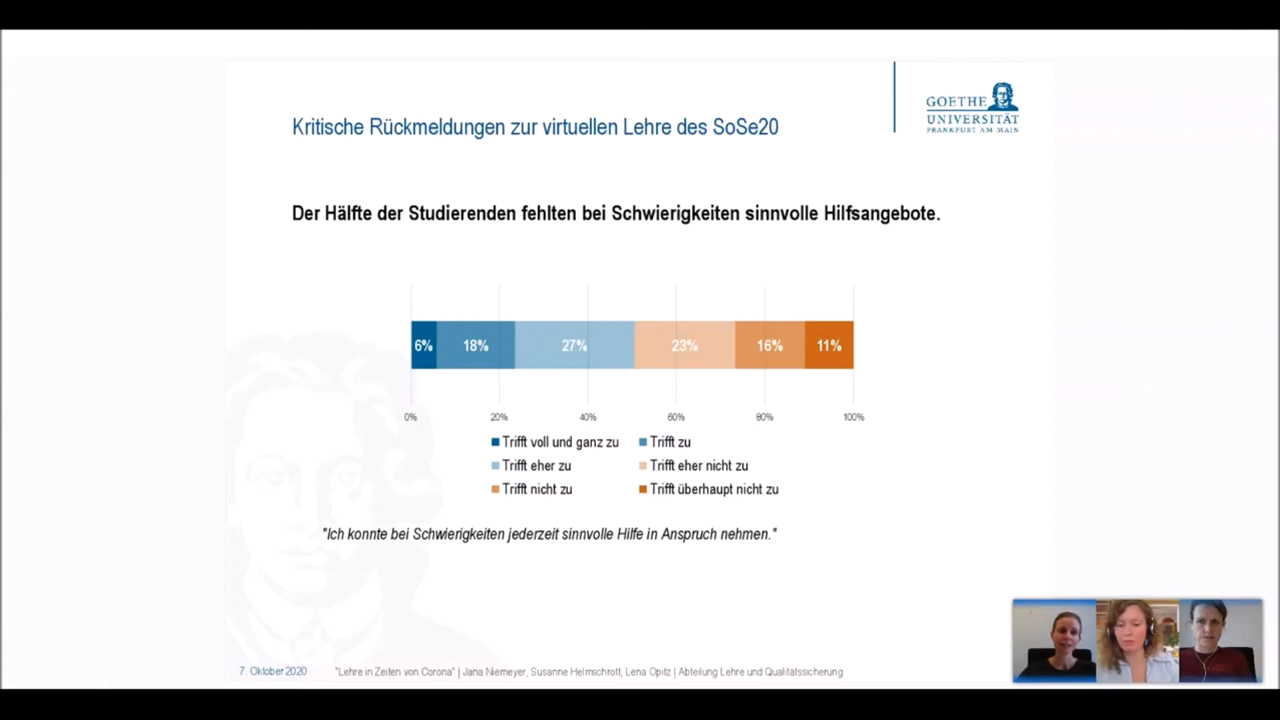 GOETHE
UNIVERSITÄT
FRANKFURT AM MAIN
Kritische Rückmeldungen zur virtuellen Lehre des SoSe20
Der Hälfte der Studierenden fehlten bei Schwierigkeiten sinnvolle Hilfsangebote.
6% 18% 27% 23% 16% 11%
0% 20% 40% 60% 80% 100%
Trifft voll und ganz zu Trifft zu
Trifft eher zu Trifft eher nicht zu
Trifft nicht zu Trifft überhaupt nicht zu
"Ich konnte bei Schwierigkeiten jederzeit sinnvolle Hilfe in Anspruch nehmen."
7. Oktober 2020 "Lehre in Zeiten von Corona" | Jana Niemeyer, Susanne Helmschrott, Lena Opitz | Abteilung Lehre und Qualitätssicherung